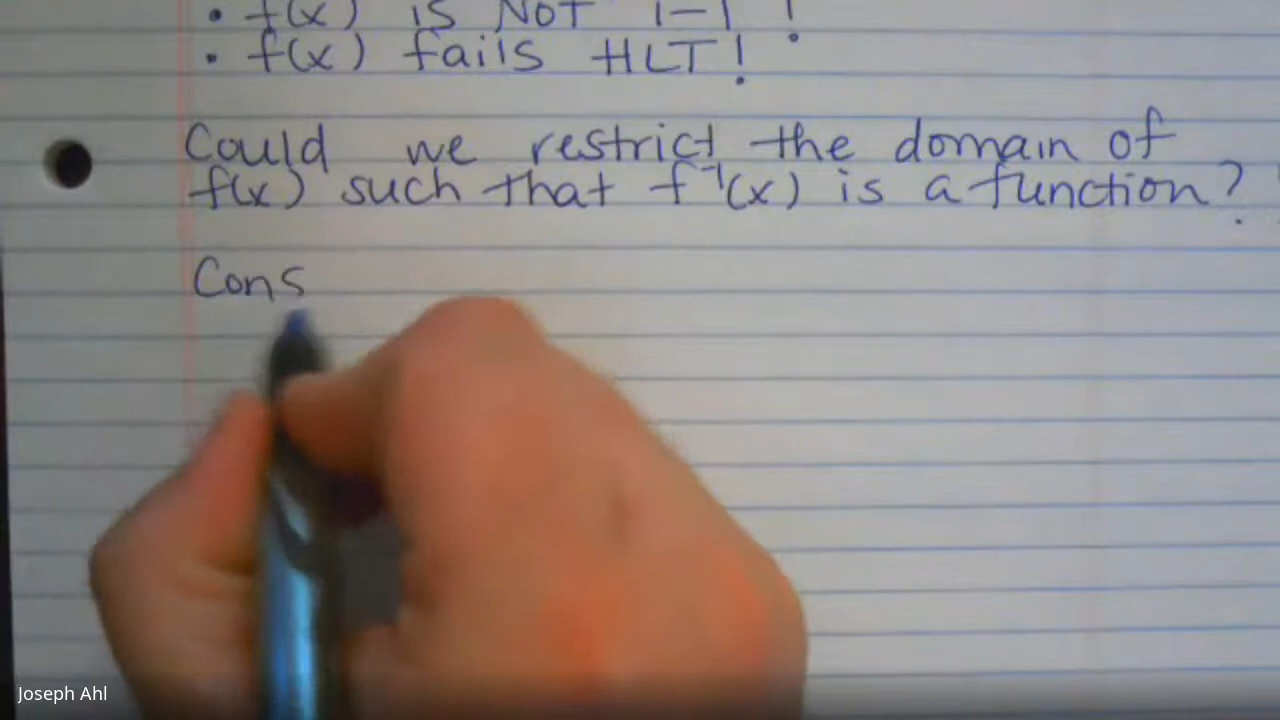 • f(x) is NOT 1-1 !
• f(x) fails HLT!
Could we restrict the domain of
f(x) such that f⁻¹(x) is a function?
Cons
Joseph Ahl